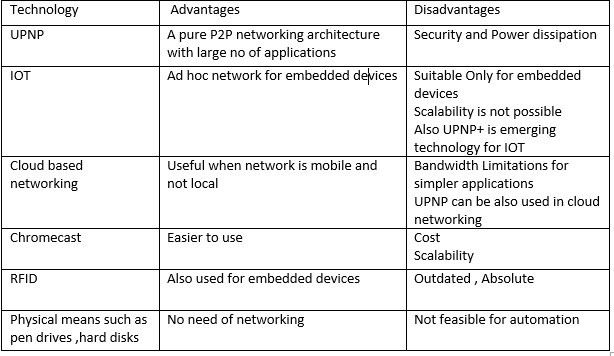 Technology
Advantages
Disadvantages
UPNP
A pure P2P networking architecture
with large no of applications
Security and Power dissipation
IOT
Ad hoc network for embedded devices
Suitable Only for embedded
devices
Scalability is not possible
Also UPNP+ is emerging
technology for IOT
Cloud based
networking
Useful when network is mobile and
not local
Bandwidth Limitations for
simpler applications
UPNP can be also used in cloud
networking
Chromecast
Easier to use
Cost
Scalability
RFID
Also used for embedded devices
Outdated , Absolute
Physical means such as
pen drives ,hard disks
No need of networking
Not feasible for automation